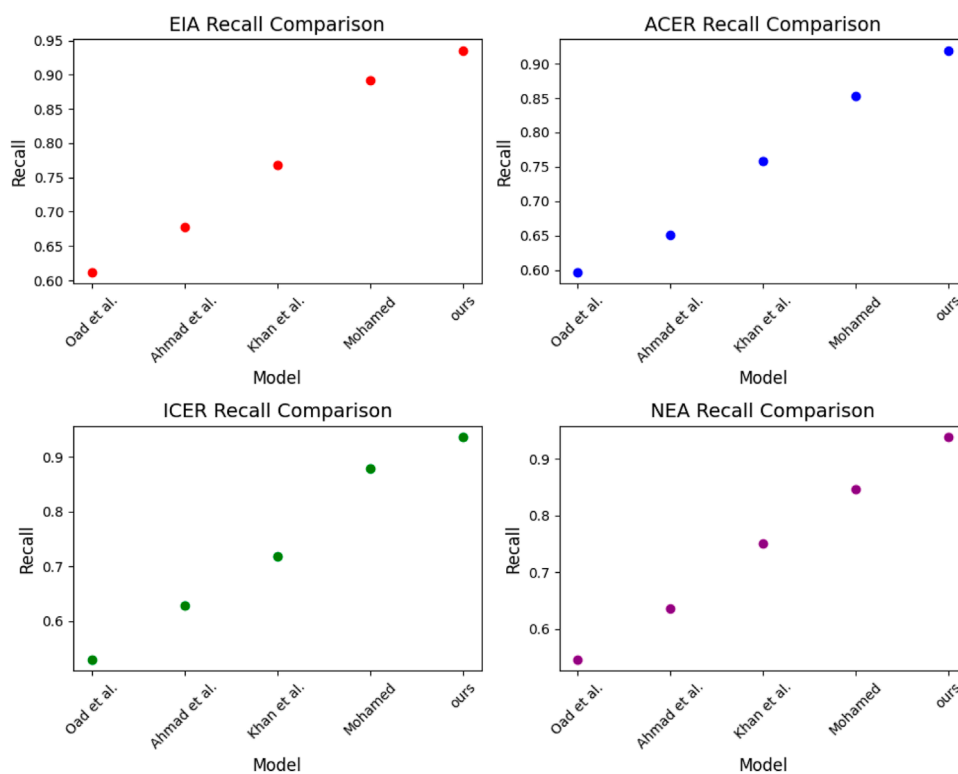 EIA Recall Comparison
Recall
0.95
0.90
0.85
0.80
0.75
0.70
0.65
0.60
Oad et al.
Ahmad et al.
Khan et al.
Mohamed
ours
Model
ACER Recall Comparison
Recall
0.90
0.85
0.80
0.75
0.70
0.65
0.60
Oad et al.
Ahmad et al.
Khan et al.
Mohamed
ours
Model
ICER Recall Comparison
Recall
0.9
0.8
0.7
0.6
Oad et al.
Ahmad et al.
Khan et al.
Mohamed
ours
Model
NEA Recall Comparison
Recall
0.9
0.8
0.7
0.6
Oad et al.
Ahmad et al.
Khan et al.
Mohamed
ours
Model